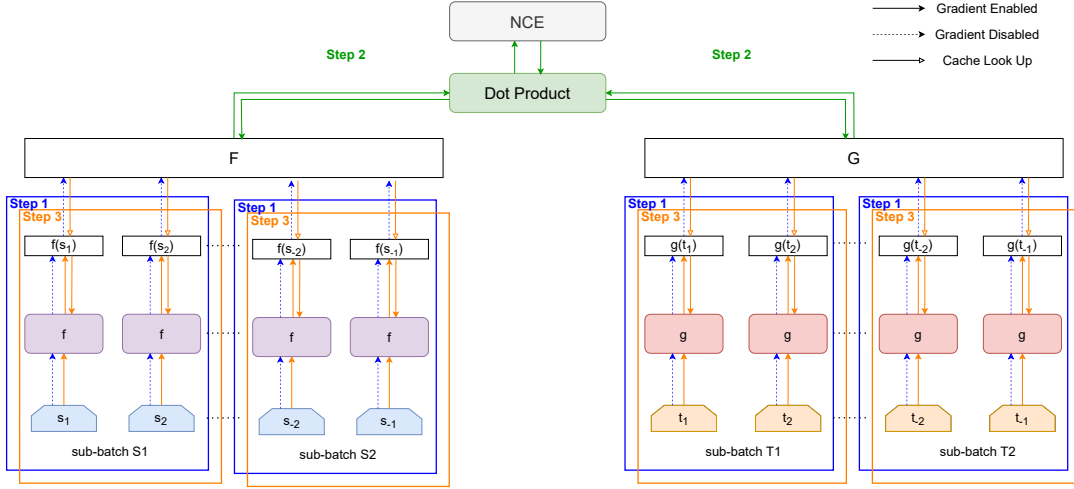 NCE
Gradient Enabled
Gradient Disabled
Cache Look Up
Step 2
Step 2
Dot Product
F
G
Step 1
Step 3
f(s1)
f(s2)
f
f
s1
s2
sub-batch S1
Step 1
Step 3
f(s-2)
f(s-1)
f
f
s-2
s-1
sub-batch S2
Step 1
Step 3
g(t1)
g(t2)
g
g
t1
t2
sub-batch T1
Step 1
Step 3
g(t-2)
g(t-1)
g
g
t-2
t-1
sub-batch T2